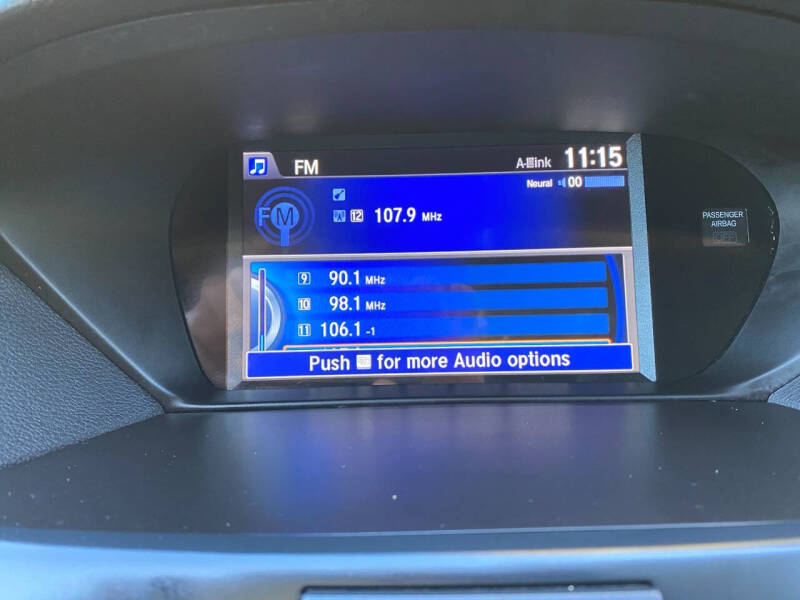 FM A-Link 11:15
Neural 00
FM 12 107.9 MHz
PASSENGER
AIRBAG
OFF
9 90.1 MHz
10 98.1 MHz
11 106.1 -1
Push for more Audio options